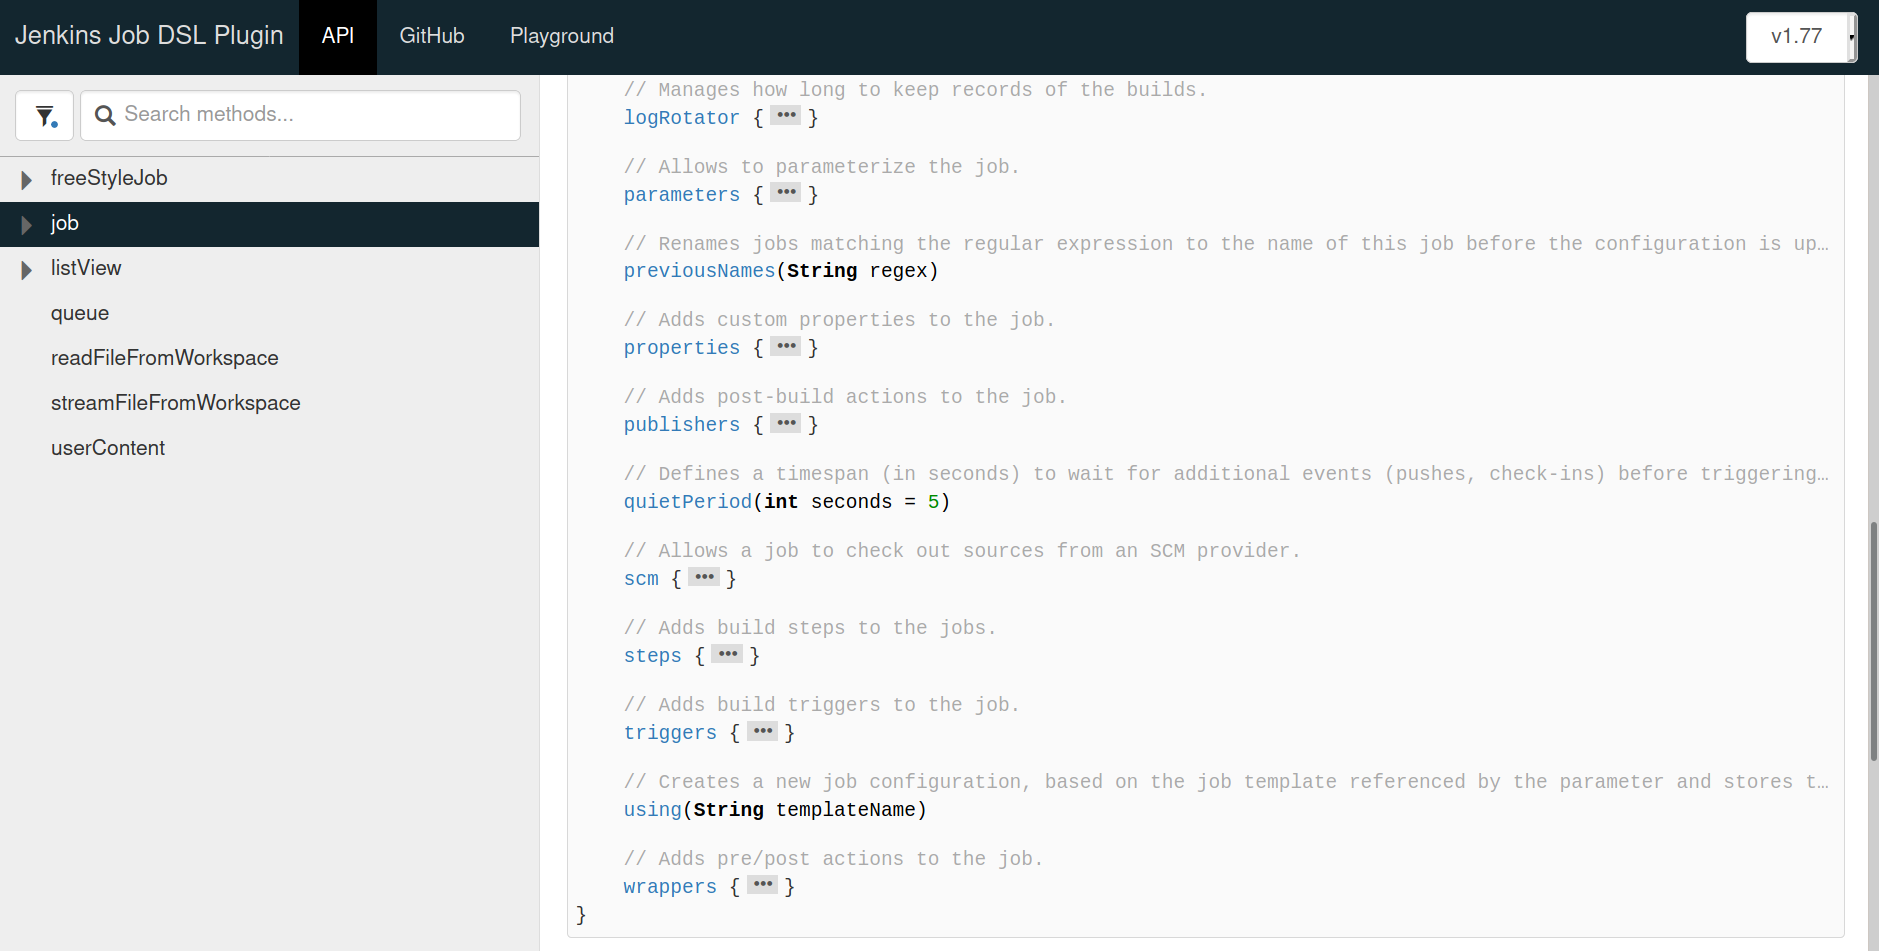 Jenkins Job DSL Plugin API GitHub Playground v1.77
Search methods...
freeStyleJob
job
listView
queue
readFileFromWorkspace
streamFileFromWorkspace
userContent
// Manages how long to keep records of the builds.
logRotator { ••• }
// Allows to parameterize the job.
parameters { ••• }
// Renames jobs matching the regular expression to the name of this job before the configuration is up…
previousNames(String regex)
// Adds custom properties to the job.
properties { ••• }
// Adds post-build actions to the job.
publishers { ••• }
// Defines a timespan (in seconds) to wait for additional events (pushes, check-ins) before triggering…
quietPeriod(int seconds = 5)
// Allows a job to check out sources from an SCM provider.
scm { ••• }
// Adds build steps to the jobs.
steps { ••• }
// Adds build triggers to the job.
triggers { ••• }
// Creates a new job configuration, based on the job template referenced by the parameter and stores t…
using(String templateName)
// Adds pre/post actions to the job.
wrappers { ••• }
}